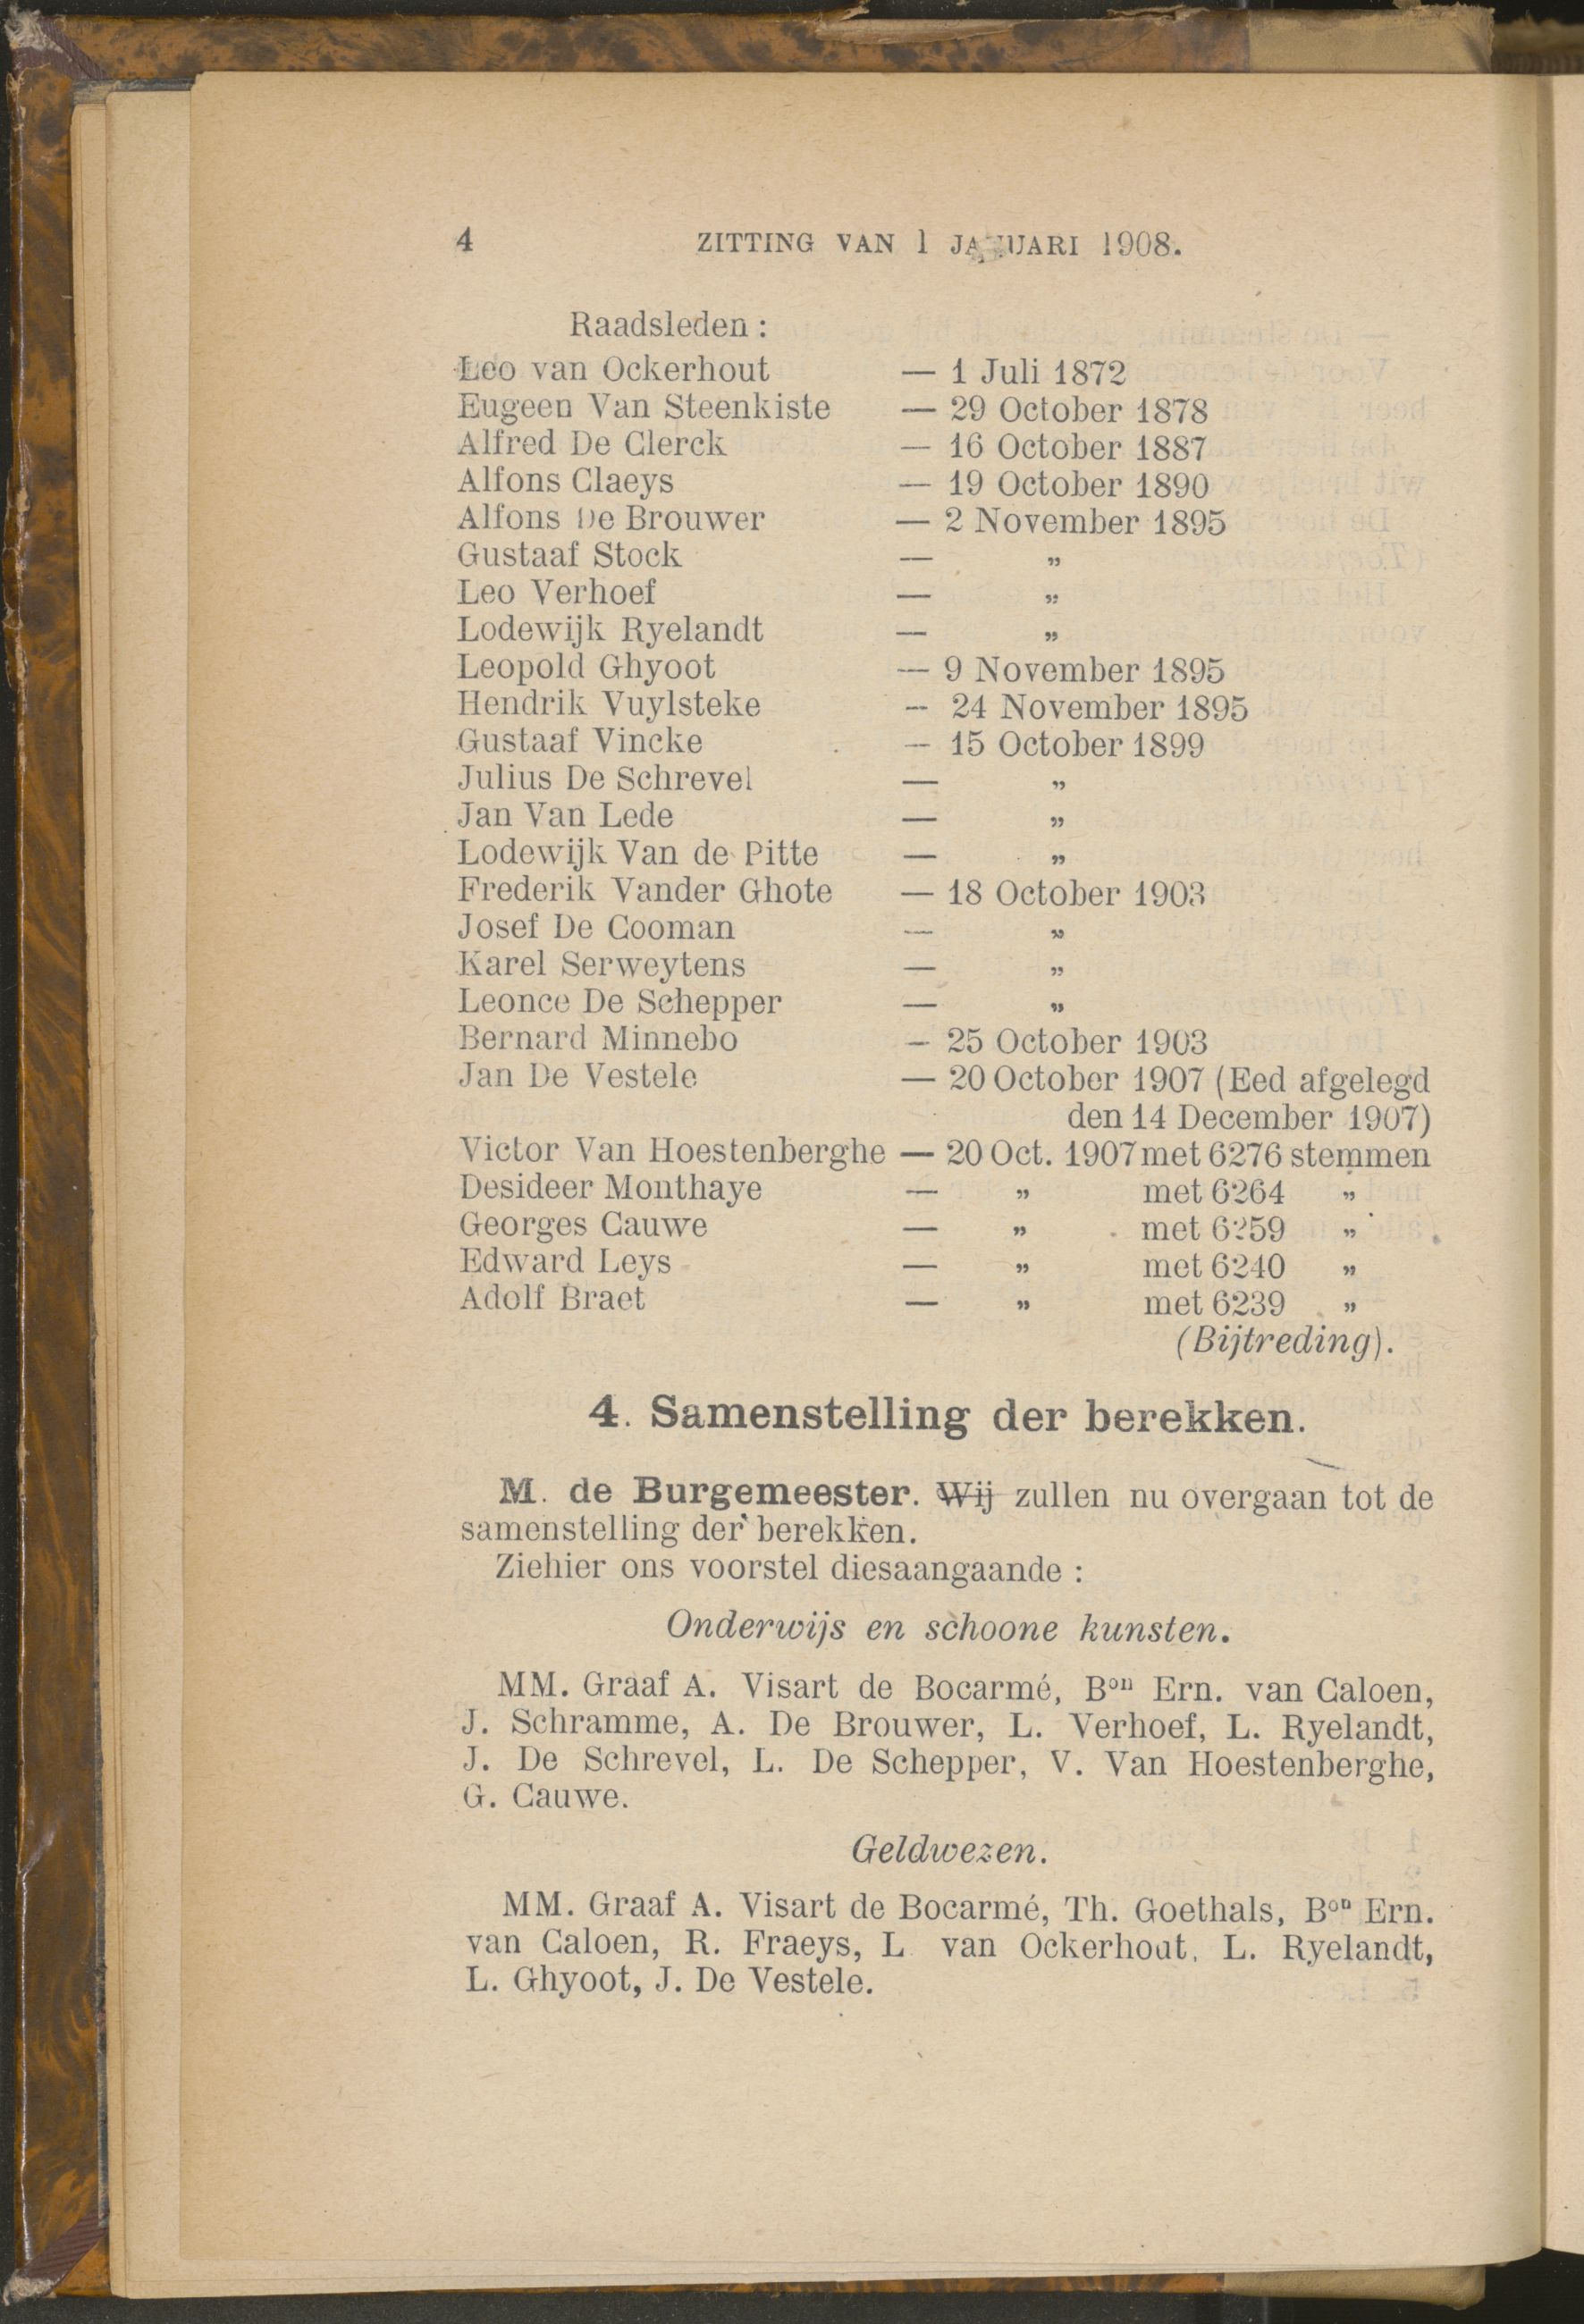 4 ZITTING VAN 1 JANUARI 1908.
Raadsleden :
Leo van Ockerhout — 1 Juli 1872
Eugeen Van Steenkiste — 29 October 1878
Alfred De Clerck — 16 October 1887
Alfons Claeys — 19 October 1890
Alfons De Brouwer — 2 November 1895
Gustaaf Stock — „
Leo Verhoef — „
Lodewijk Ryelandt — „
Leopold Ghyoot — 9 November 1895
Hendrik Vuylsteke — 24 November 1895
Gustaaf Vincke — 15 October 1899
Julius De Schrevel — „
Jan Van Lede — „
Lodewijk Van de Pitte — „
Frederik Vander Ghote — 18 October 1903
Josef De Cooman — „
Karel Serweytens — „
Leonce De Schepper — „
Bernard Minnebo — 25 October 1903
Jan De Vestele — 20 October 1907 (Eed afgelegd
den 14 December 1907)
Victor Van Hoestenberghe — 20 Oct. 1907 met 6276 stemmen
Desideer Monthaye — „ met 6264 „
Georges Cauwe — „ met 6259 „
Edward Leys — „ met 6240 „
Adolf Braet — „ met 6239 „
(Bijtreding).
4. Samenstelling der berekken.
M. de Burgemeester. Wij zullen nu overgaan tot de
samenstelling der berekken.
Ziehier ons voorstel diesaangaande :
Onderwijs en schoone kunsten.
MM. Graaf A. Visart de Bocarmé, Bon Ern. van Caloen,
J. Schramme, A. De Brouwer, L. Verhoef, L. Ryelandt,
J. De Schrevel, L. De Schepper, V. Van Hoestenberghe,
G. Cauwe.
Geldwezen.
MM. Graaf A. Visart de Bocarmé, Th. Goethals, Bon Ern.
van Caloen, R. Fraeys, L van Ockerhout, L. Ryelandt,
L. Ghyoot, J. De Vestele.